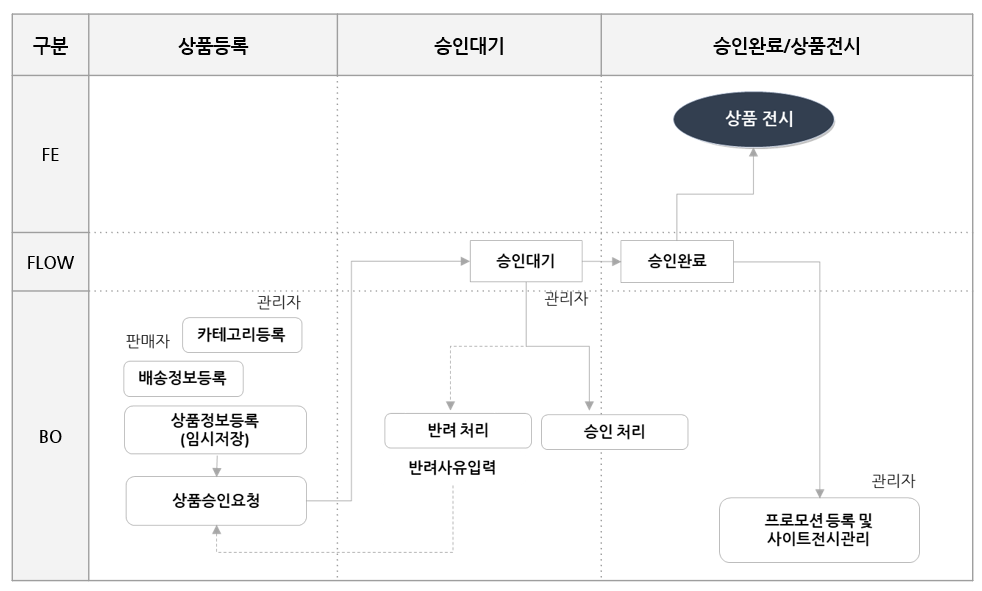 구분
상품등록
승인대기
승인완료/상품전시
FE
상품 전시
FLOW
승인대기
승인완료
BO
관리자
카테고리등록
판매자
배송정보등록
상품정보등록
(임시저장)
상품승인요청
관리자
반려 처리
승인 처리
반려사유입력
관리자
프로모션 등록 및
사이트전시관리